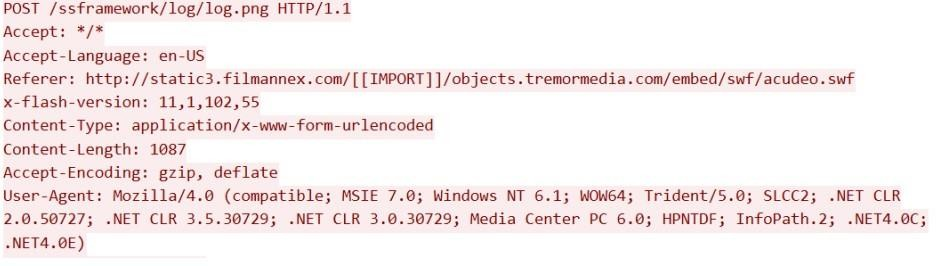 POST /ssframework/log/log.png HTTP/1.1
Accept: */*
Accept-Language: en-US
Referer: http://static3.filmannex.com/[[IMPORT]]/objects.tremormedia.com/embed/swf/acudeo.swf
x-flash-version: 11,1,102,55
Content-Type: application/x-www-form-urlencoded
Content-Length: 1087
Accept-Encoding: gzip, deflate
User-Agent: Mozilla/4.0 (compatible; MSIE 7.0; Windows NT 6.1; WOW64; Trident/5.0; SLCC2; .NET CLR
2.0.50727; .NET CLR 3.5.30729; .NET CLR 3.0.30729; Media Center PC 6.0; HPNTDF; InfoPath.2; .NET4.0C;
.NET4.0E)